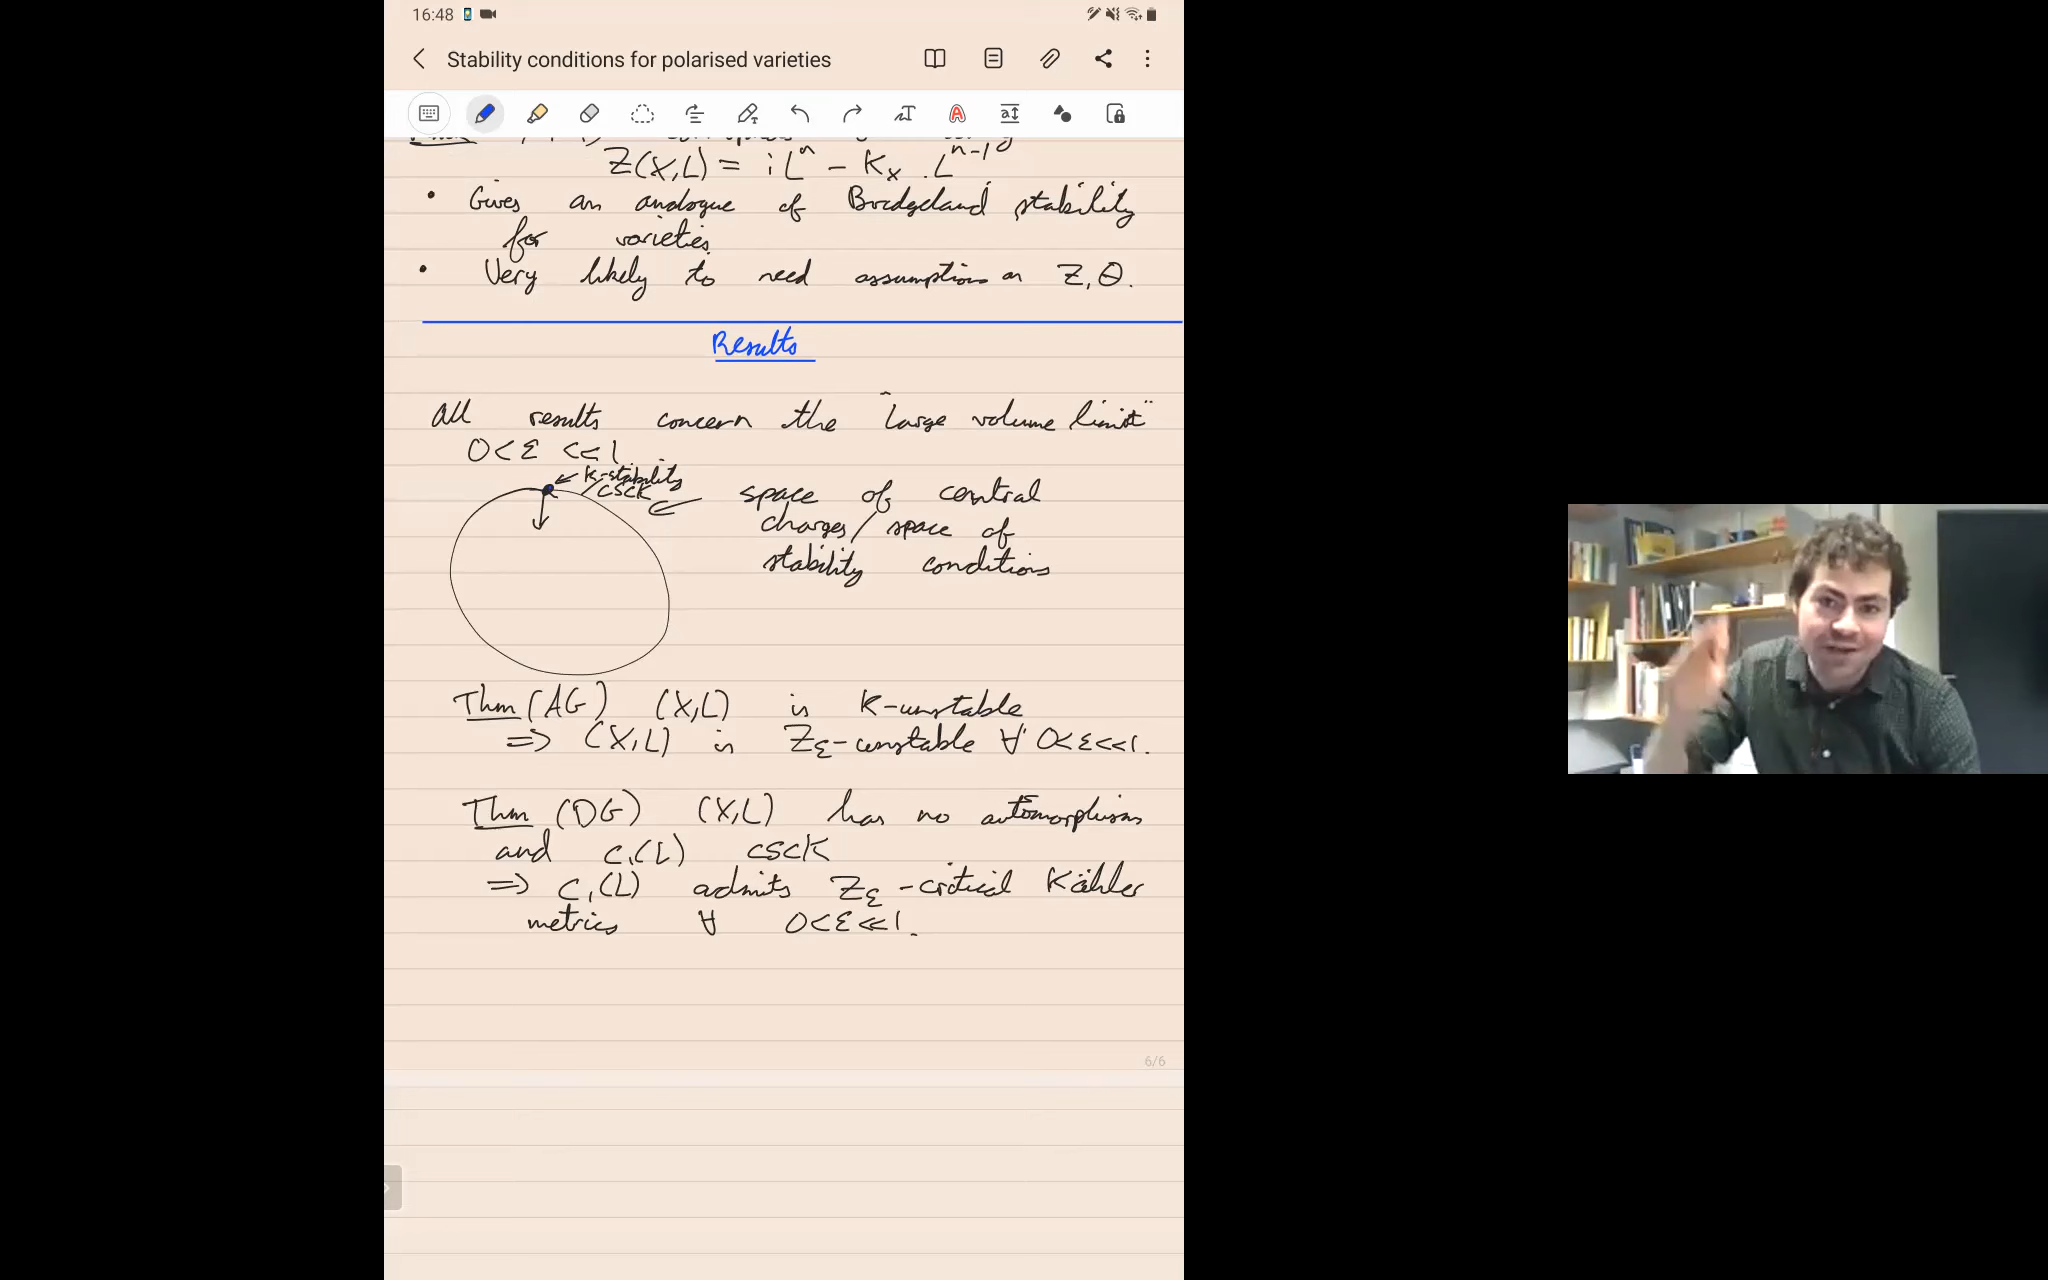 16:48
Stability conditions for polarised varieties
Z(X,L) = iLⁿ - K_X . Lⁿ⁻¹
• Gives an analogue of Bridgeland stability
for varieties.
• Very likely to need assumptions on Z, Θ.
Results
All results concern the "large volume limit"
0<ε<<1
← K-stability
/cscK
space of central
charges/space of
stability conditions
Thm (AG) (X,L) is K-unstable
=> (X,L) is Z_ε-unstable ∀ 0<ε<<1.
Thm (DG) (X,L) has no automorphisms
and c₁(L) cscK
=> c₁(L) admits Z_ε-critical Kähler
metrics ∀ 0<ε<<1.
6/6